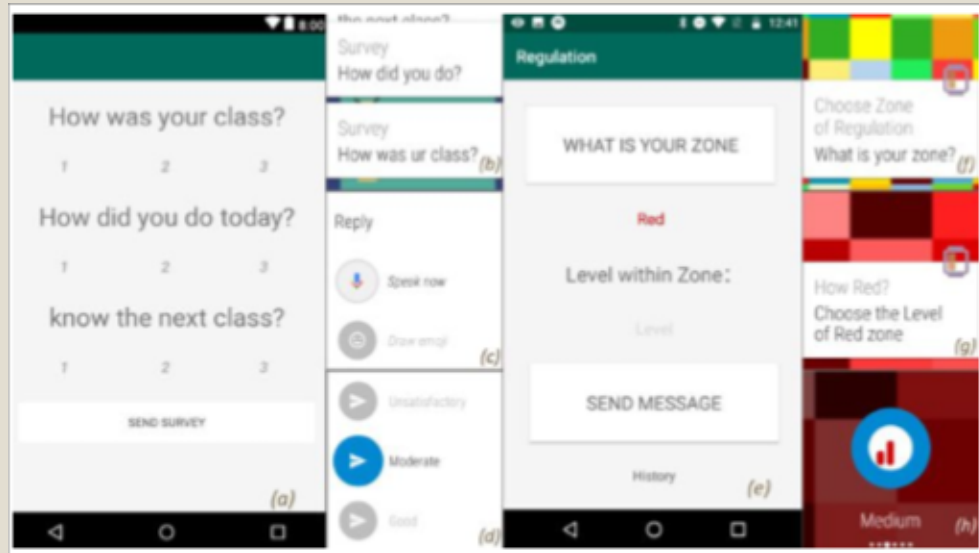 8:00
How was your class?
1 2 3
How did you do today?
1 2 3
know the next class?
1 2 3
SEND SURVEY
(a)
the next class?
Survey
How did you do?
Survey
How was ur class?
(b)
Reply
Speak now
Draw emoji
(c)
Unsatisfactory
Moderate
Good
(d)
12:41
Regulation
WHAT IS YOUR ZONE
Red
Level within Zone:
Level
SEND MESSAGE
History
(e)
Choose Zone
of Regulation
What is your zone?
(f)
How Red?
Choose the Level
of Red zone
(g)
Medium
(h)